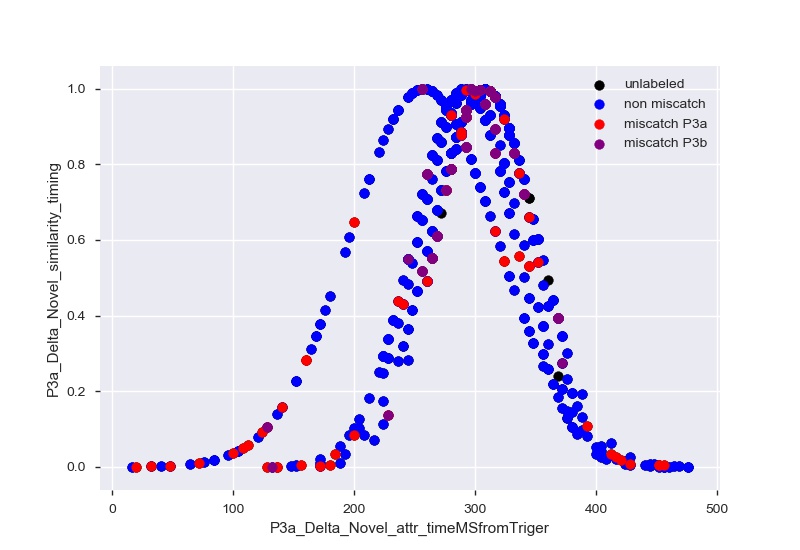 1.0
0.8
0.6
0.4
0.2
0.0
P3a_Delta_Novel_similarity_timing
unlabeled
non miscatch
miscatch P3a
miscatch P3b
0 100 200 300 400 500
P3a_Delta_Novel_attr_timeMSfromTriger